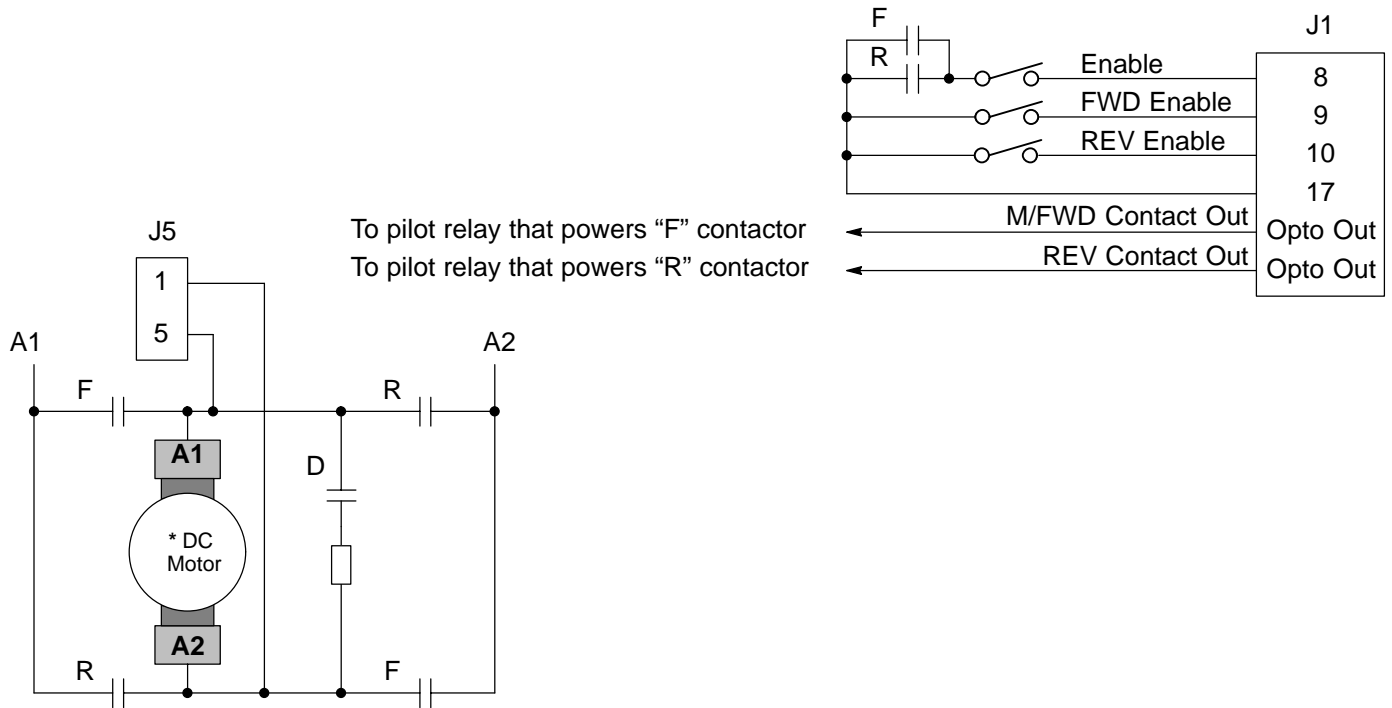 F
J1
R
Enable
8
FWD Enable
9
REV Enable
10
17
M/FWD Contact Out
Opto Out
REV Contact Out
Opto Out
To pilot relay that powers “F” contactor
To pilot relay that powers “R” contactor
J5
1
5
A1
A2
F
R
A1
D
* DC
Motor
A2
R
F